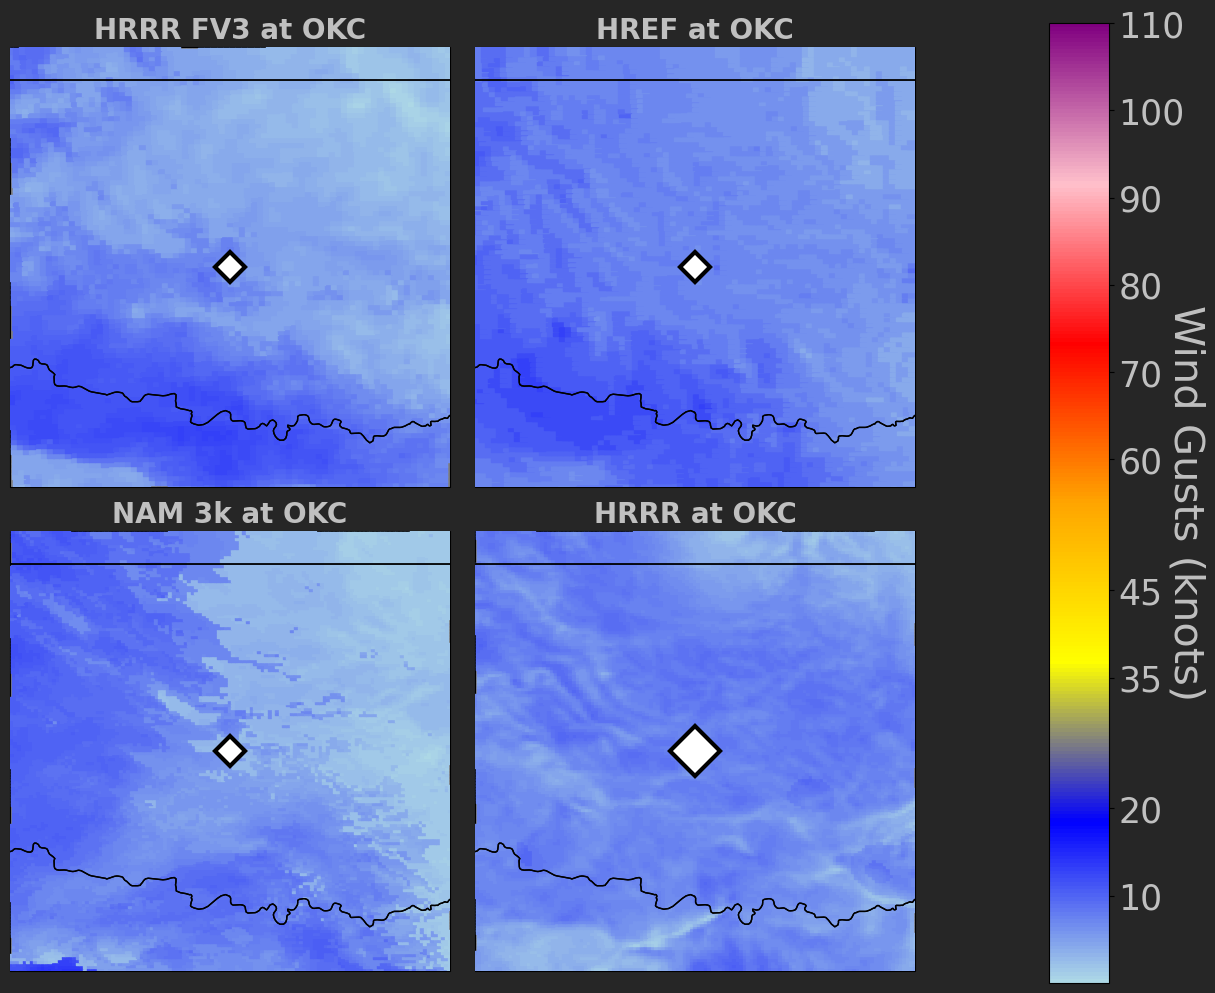 HRRR FV3 at OKC
HREF at OKC
NAM 3k at OKC
HRRR at OKC
110
100
90
80
70
60
45
35
20
10
Wind Gusts (knots)